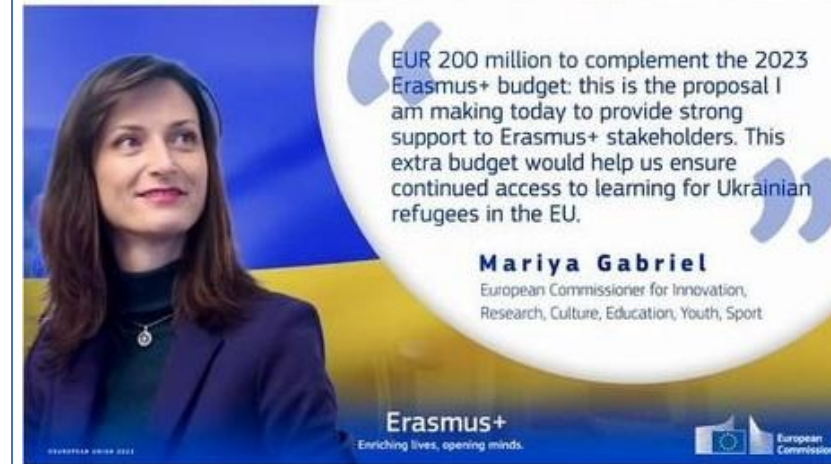 EUR 200 million to complement the 2023
Erasmus+ budget: this is the proposal I
am making today to provide strong
support to Erasmus+ stakeholders. This
extra budget would help us ensure
continued access to learning for Ukrainian
refugees in the EU.
Mariya Gabriel
European Commissioner for Innovation,
Research, Culture, Education, Youth, Sport
Erasmus+
Enriching lives, opening minds.
European
Commission